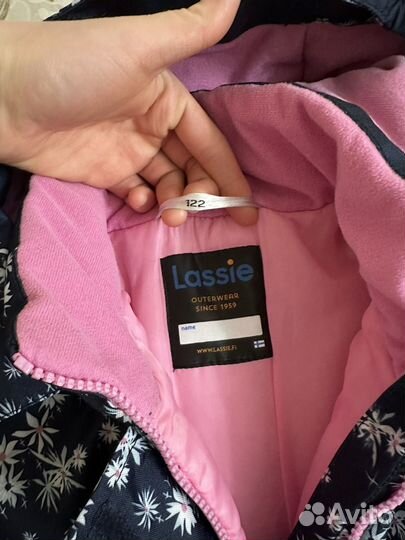 122
Lassie
OUTERWEAR
SINCE 1959
name
WWW.LASSIE.FI
Avito